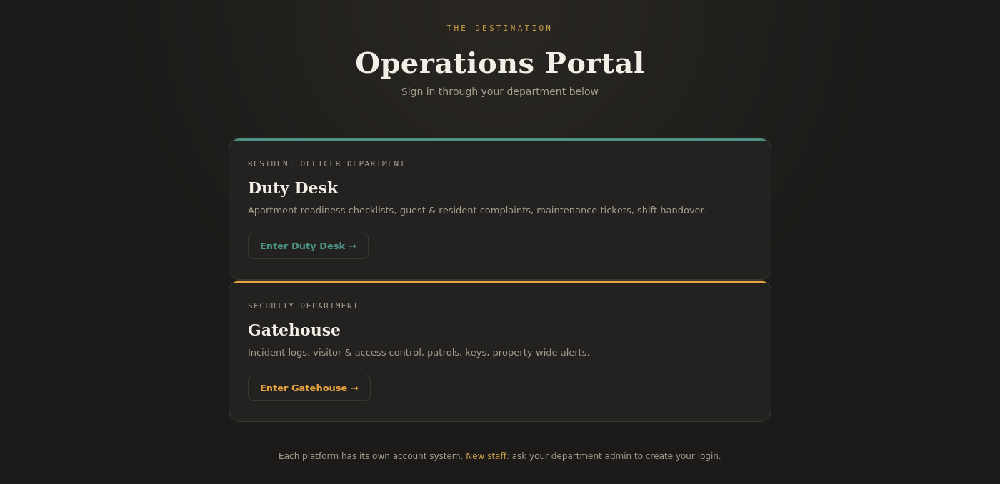 THE DESTINATION
Operations Portal
Sign in through your department below
RESIDENT OFFICER DEPARTMENT
Duty Desk
Apartment readiness checklists, guest & resident complaints, maintenance tickets, shift handover.
Enter Duty Desk →
SECURITY DEPARTMENT
Gatehouse
Incident logs, visitor & access control, patrols, keys, property-wide alerts.
Enter Gatehouse →
Each platform has its own account system. New staff: ask your department admin to create your login.